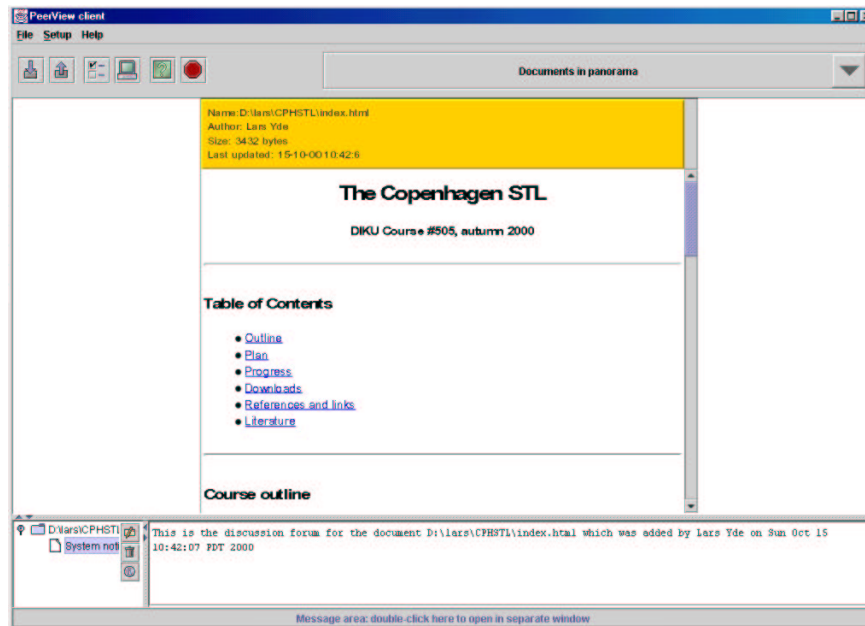 PeerView client
File Setup Help
Documents in panorama
Name:D:\lars\CPHSTL\index.html
Author: Lars Yde
Size: 3432 bytes
Last updated: 15-10-00 10:42:6
The Copenhagen STL
DIKU Course #505, autumn 2000
Table of Contents
Outline
Plan
Progress
Downloads
References and links
Literature
Course outline
D:\lars\CPHSTL
System noti
This is the discussion forum for the document D:\lars\CPHSTL\index.html which was added by Lars Yde on Sun Oct 15
10:42:07 PDT 2000
Message area: double-click here to open in separate window